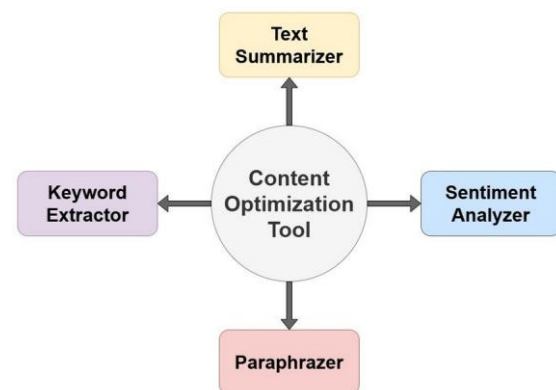 Text
Summarizer
Keyword
Extractor
Content
Optimization
Tool
Sentiment
Analyzer
Paraphrazer